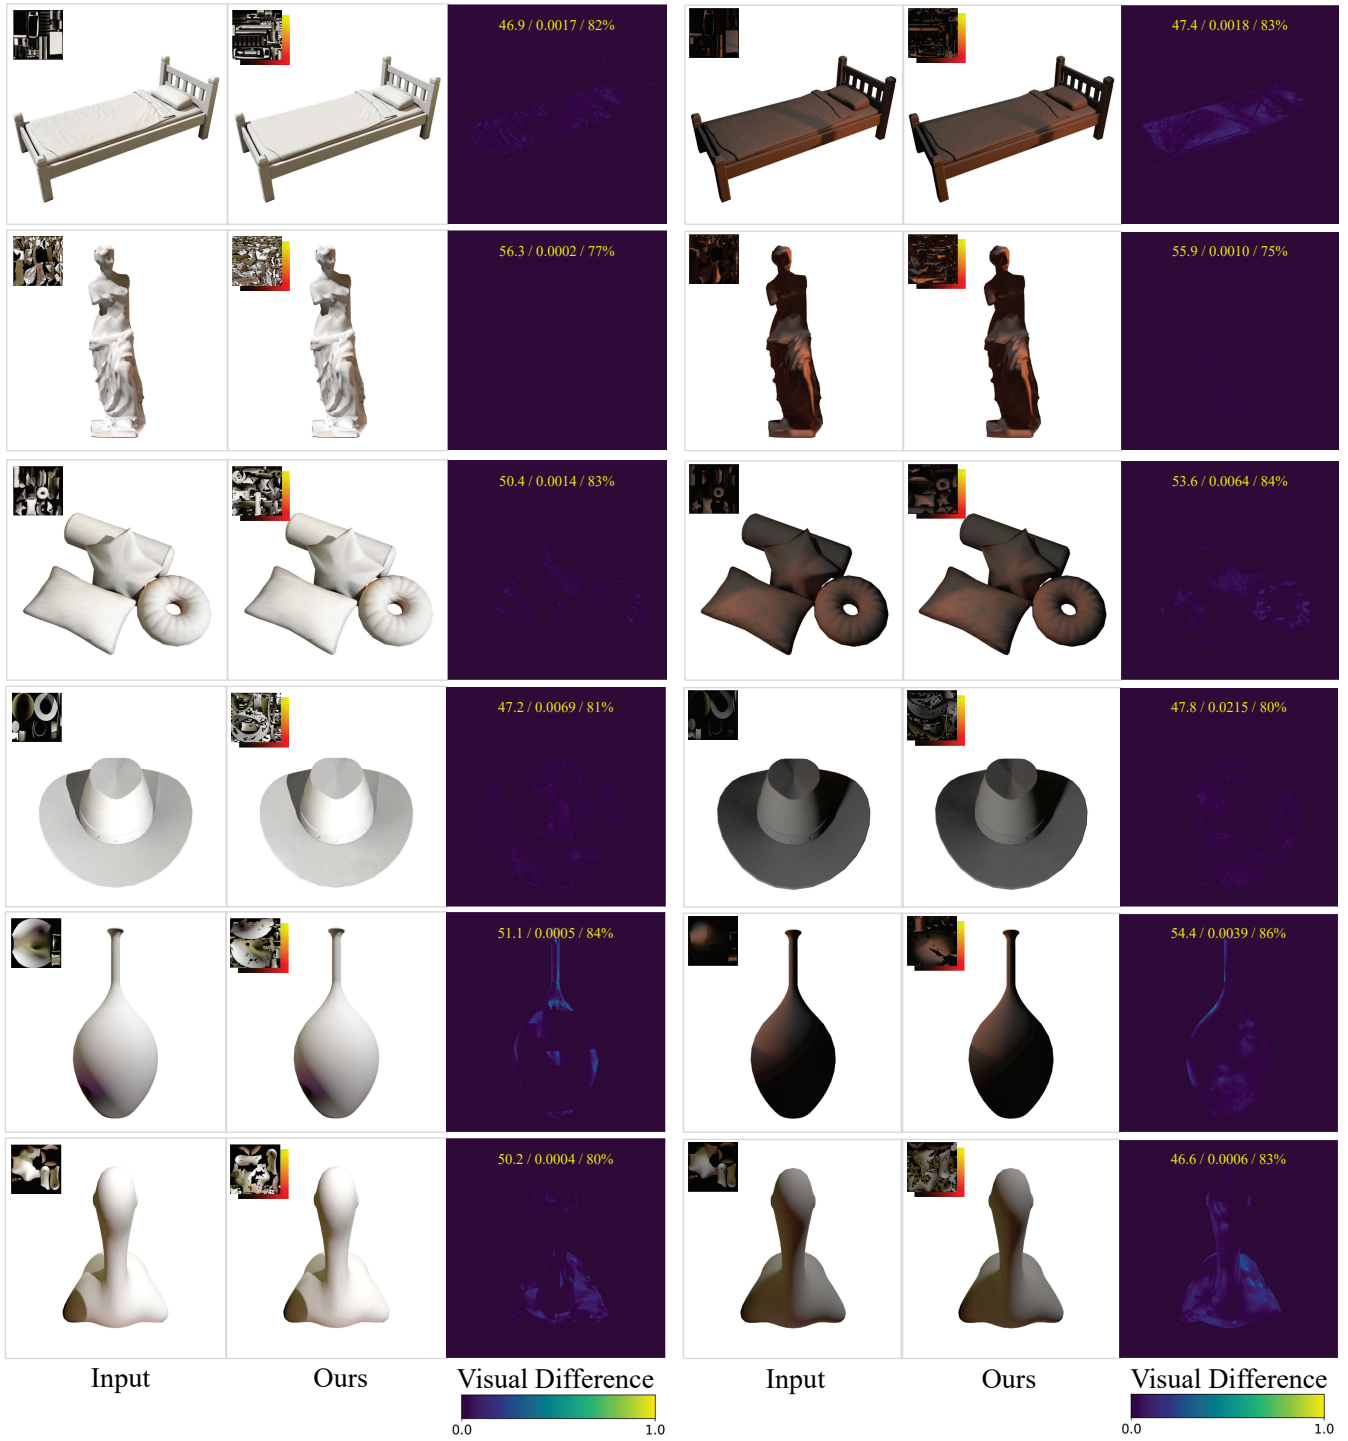 46.9 / 0.0017 / 82%
47.4 / 0.0018 / 83%
56.3 / 0.0002 / 77%
55.9 / 0.0010 / 75%
50.4 / 0.0014 / 83%
53.6 / 0.0064 / 84%
47.2 / 0.0069 / 81%
47.8 / 0.0215 / 80%
51.1 / 0.0005 / 84%
54.4 / 0.0039 / 86%
50.2 / 0.0004 / 80%
46.6 / 0.0006 / 83%
Input Ours Visual Difference Input Ours Visual Difference
0.0 1.0 0.0 1.0